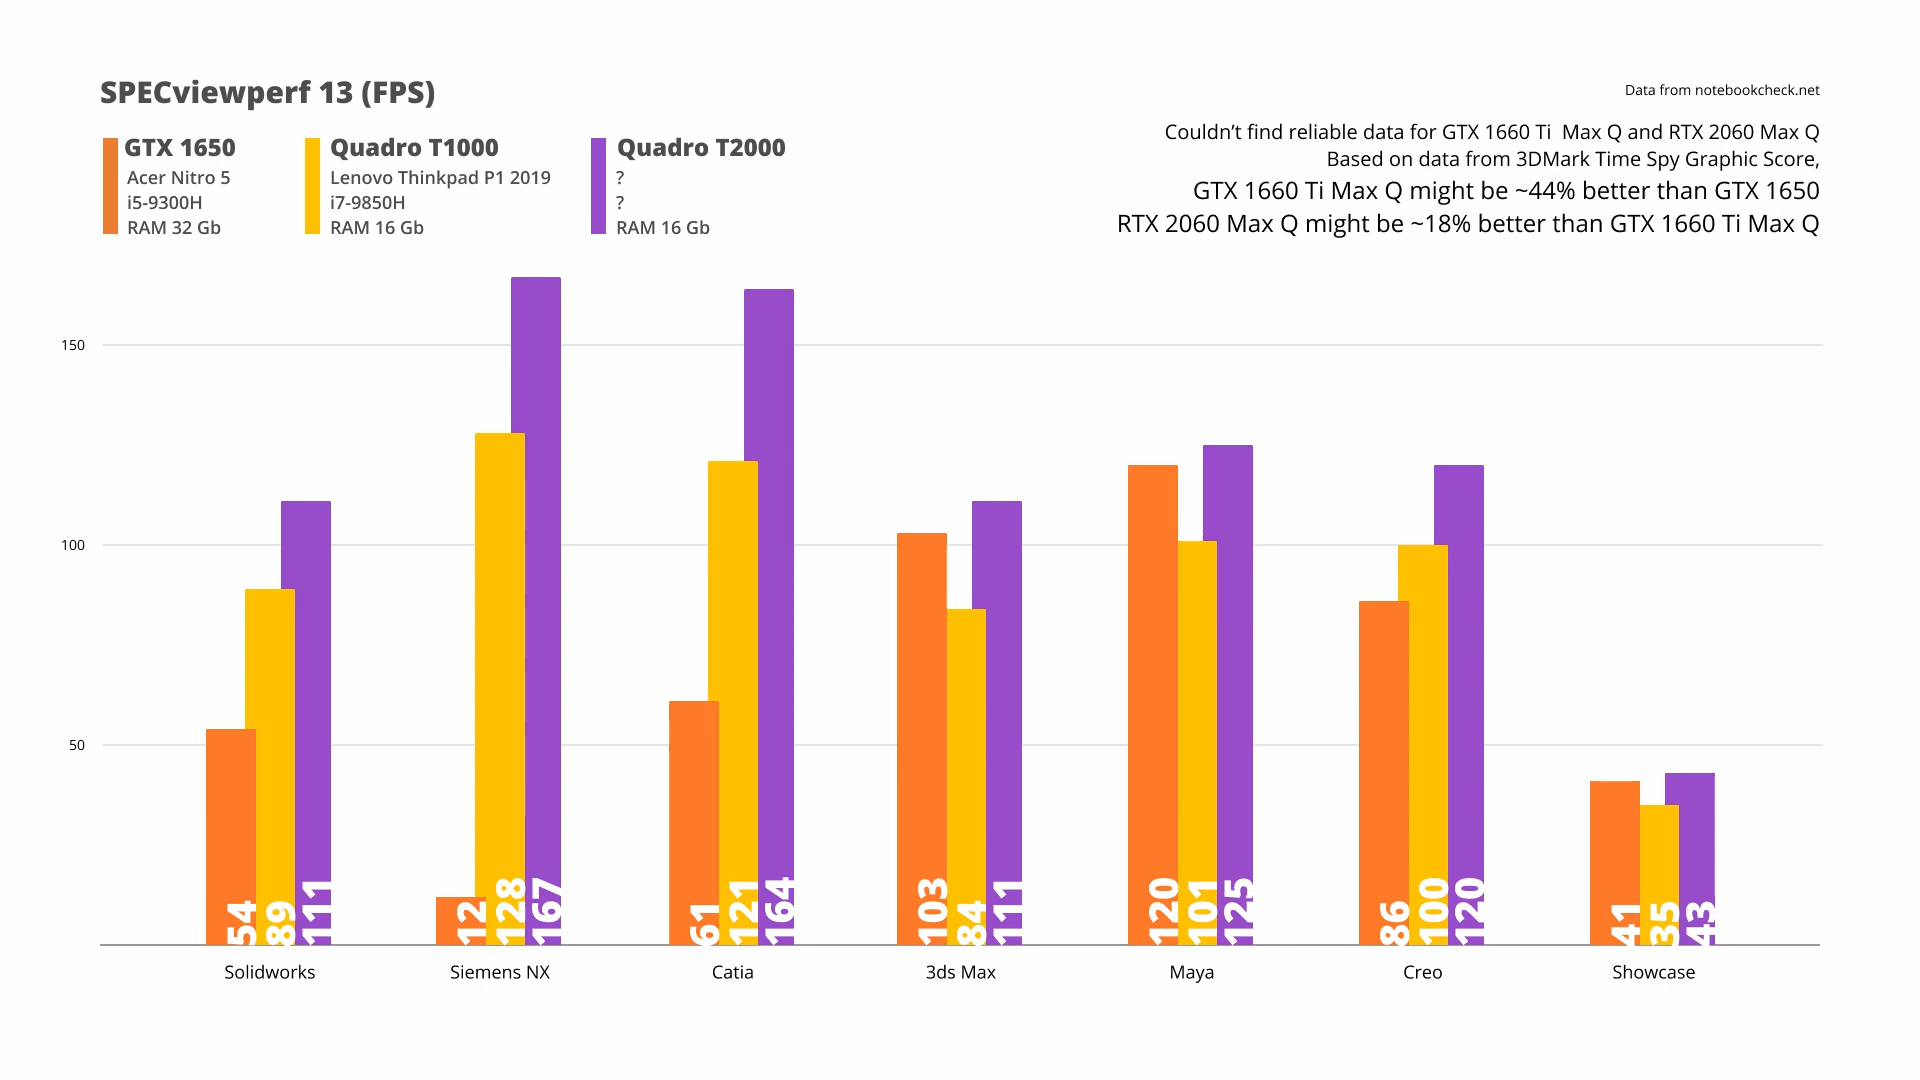 SPECviewperf 13 (FPS)
Data from notebookcheck.net
GTX 1650
Acer Nitro 5
i5-9300H
RAM 32 Gb
Quadro T1000
Lenovo Thinkpad P1 2019
i7-9850H
RAM 16 Gb
Quadro T2000
?
?
RAM 16 Gb
Couldn't find reliable data for GTX 1660 Ti  Max Q and RTX 2060 Max Q
Based on data from 3DMark Time Spy Graphic Score,
GTX 1660 Ti Max Q might be ~44% better than GTX 1650
RTX 2060 Max Q might be ~18% better than GTX 1660 Ti Max Q
150
100
50
54
89
111
12
128
167
61
121
164
103
84
111
120
101
125
86
100
120
41
35
43
Solidworks
Siemens NX
Catia
3ds Max
Maya
Creo
Showcase